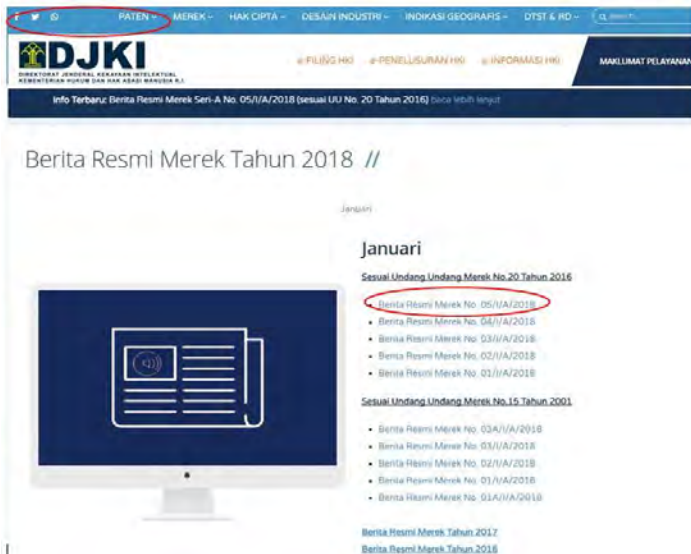 PATEN MEREK HAK CIPTA DESAIN INDUSTRI INDIKASI GEOGRAFIS DTST & RD
DJKI
DIREKTORAT JENDERAL KEKAYAAN INTELEKTUAL
KEMENTERIAN HUKUM DAN HAK ASASI MANUSIA R.I.
e-FILING HKI e-PENELUSURAN HKI e-INFORMASI HKI MAKLUMAT PELAYANAN
Info Terbaru: Berita Resmi Merek Seri-A No. 05/I/A/2018 (sesuai UU No. 20 Tahun 2016) baca lebih lanjut
Berita Resmi Merek Tahun 2018 //
Januari
Januari
Sesuai Undang Undang Merek No.20 Tahun 2016
Berita Resmi Merek No. 05/I/A/2018
Berita Resmi Merek No. 04/I/A/2018
Berita Resmi Merek No. 03/I/A/2018
Berita Resmi Merek No. 02/I/A/2018
Berita Resmi Merek No. 01/I/A/2018
Sesuai Undang Undang Merek No.15 Tahun 2001
Berita Resmi Merek No. 03A/I/A/2018
Berita Resmi Merek No. 03/I/A/2018
Berita Resmi Merek No. 02/I/A/2018
Berita Resmi Merek No. 01/I/A/2018
Berita Resmi Merek No. 01A/I/A/2018
Berita Resmi Merek Tahun 2017
Berita Resmi Merek Tahun 2016